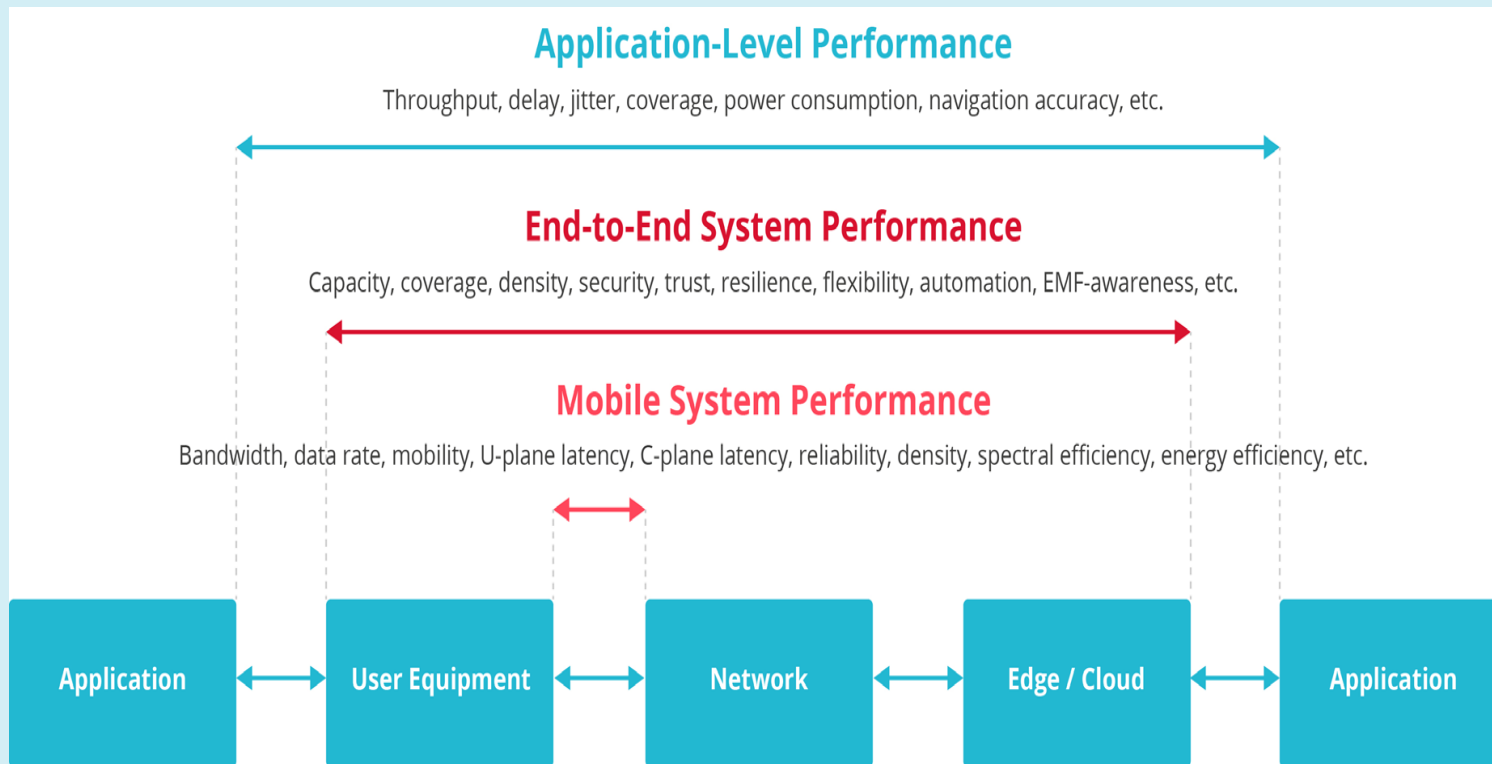 Application-Level Performance
Throughput, delay, jitter, coverage, power consumption, navigation accuracy, etc.
End-to-End System Performance
Capacity, coverage, density, security, trust, resilience, flexibility, automation, EMF-awareness, etc.
Mobile System Performance
Bandwidth, data rate, mobility, U-plane latency, C-plane latency, reliability, density, spectral efficiency, energy efficiency, etc.
Application
User Equipment
Network
Edge / Cloud
Application